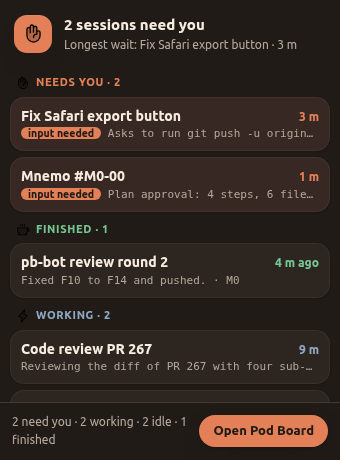 2 sessions need you
Longest wait: Fix Safari export button · 3 m
NEEDS YOU · 2
Fix Safari export button 3 m
input needed Asks to run git push -u origin…
Mnemo #M0-00 1 m
input needed Plan approval: 4 steps, 6 file…
FINISHED · 1
pb-bot review round 2 4 m ago
Fixed F10 to F14 and pushed. · M0
WORKING · 2
Code review PR 267 9 m
Reviewing the diff of PR 267 with four sub-…
2 need you · 2 working · 2 idle · 1
finished
Open Pod Board